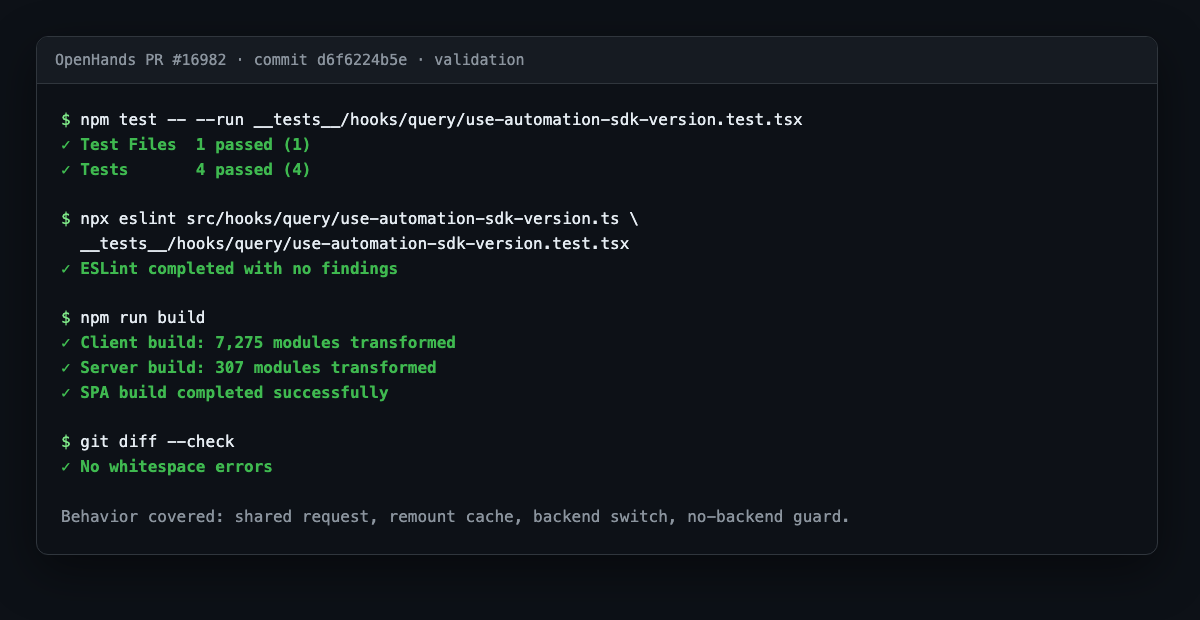 OpenHands PR #16982 · commit d6f6224b5e · validation
$ npm test -- --run __tests__/hooks/query/use-automation-sdk-version.test.tsx
✓ Test Files  1 passed (1)
✓ Tests       4 passed (4)
$ npx eslint src/hooks/query/use-automation-sdk-version.ts \
  __tests__/hooks/query/use-automation-sdk-version.test.tsx
✓ ESLint completed with no findings
$ npm run build
✓ Client build: 7,275 modules transformed
✓ Server build: 307 modules transformed
✓ SPA build completed successfully
$ git diff --check
✓ No whitespace errors
Behavior covered: shared request, remount cache, backend switch, no-backend guard.